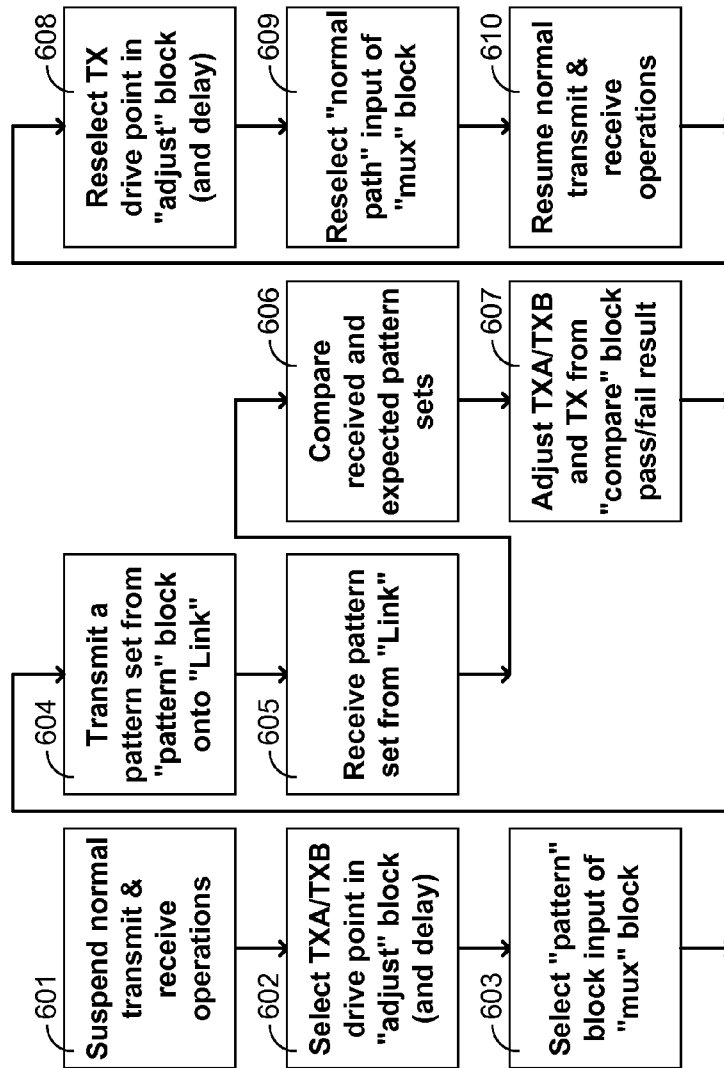 601
Suspend normal
transmit &
receive
operations
602
Select TXA/TXB
drive point in
"adjust" block
(and delay)
603
Select "pattern"
block input of
"mux" block
604
Transmit a
pattern set from
"pattern" block
onto "Link"
605
Receive pattern
set from "Link"
606
Compare
received and
expected pattern
sets
607
Adjust TXA/TXB
and TX from
"compare" block
pass/fail result
608
Reselect TX
drive point in
"adjust" block
(and delay)
609
Reselect "normal
path" input of
"mux" block
610
Resume normal
transmit &
receive
operations